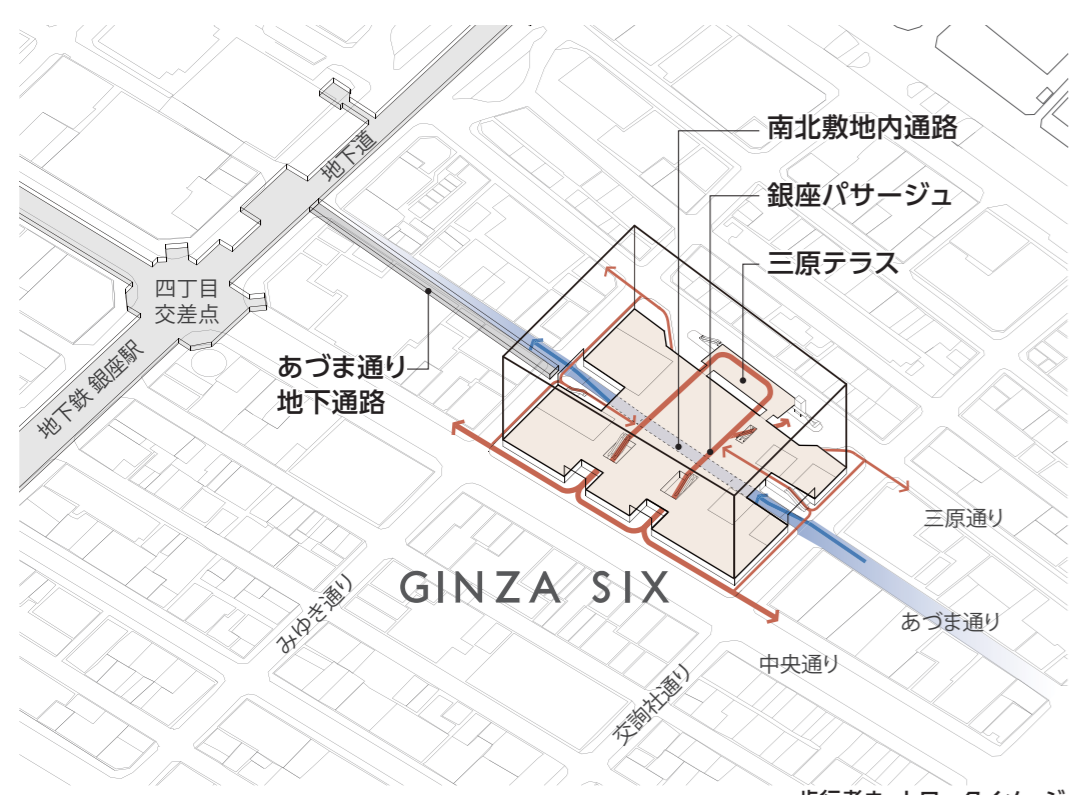 南北敷地内通路
地下道
銀座パサージュ
三原テラス
四丁目
交差点
あづま通り
地下通路
地下鉄 銀座駅
三原通り
GINZA SIX
みゆき通り
あづま通り
中央通り
交詢社通り